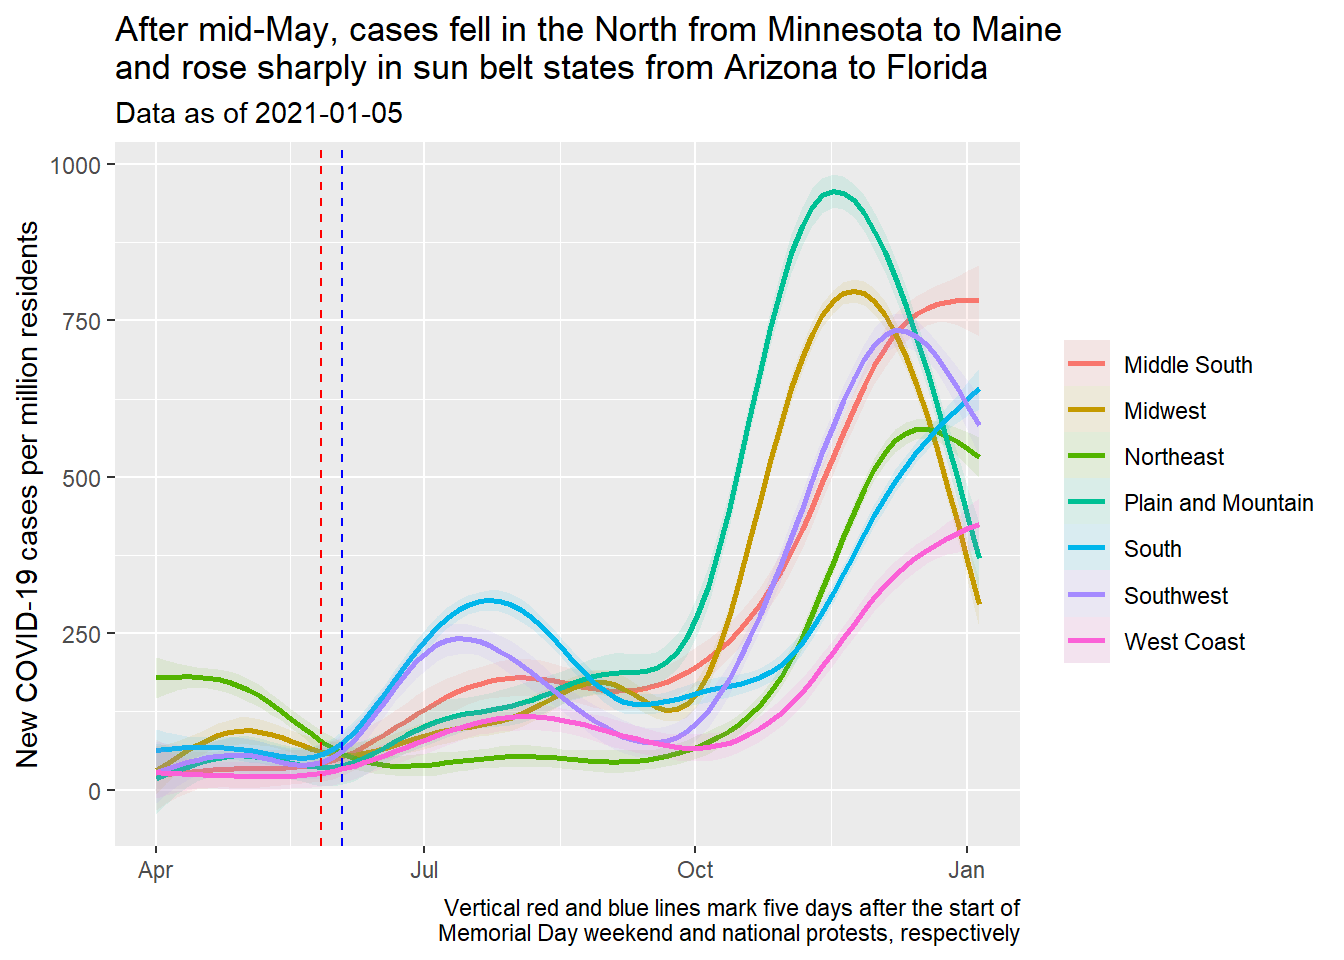 After mid-May, cases fell in the North from Minnesota to Maine
and rose sharply in sun belt states from Arizona to Florida
Data as of 2021-01-05
New COVID-19 cases per million residents
1000
750
500
250
0
Apr
Jul
Oct
Jan
Middle South
Midwest
Northeast
Plain and Mountain
South
Southwest
West Coast
Vertical red and blue lines mark five days after the start of
Memorial Day weekend and national protests, respectively